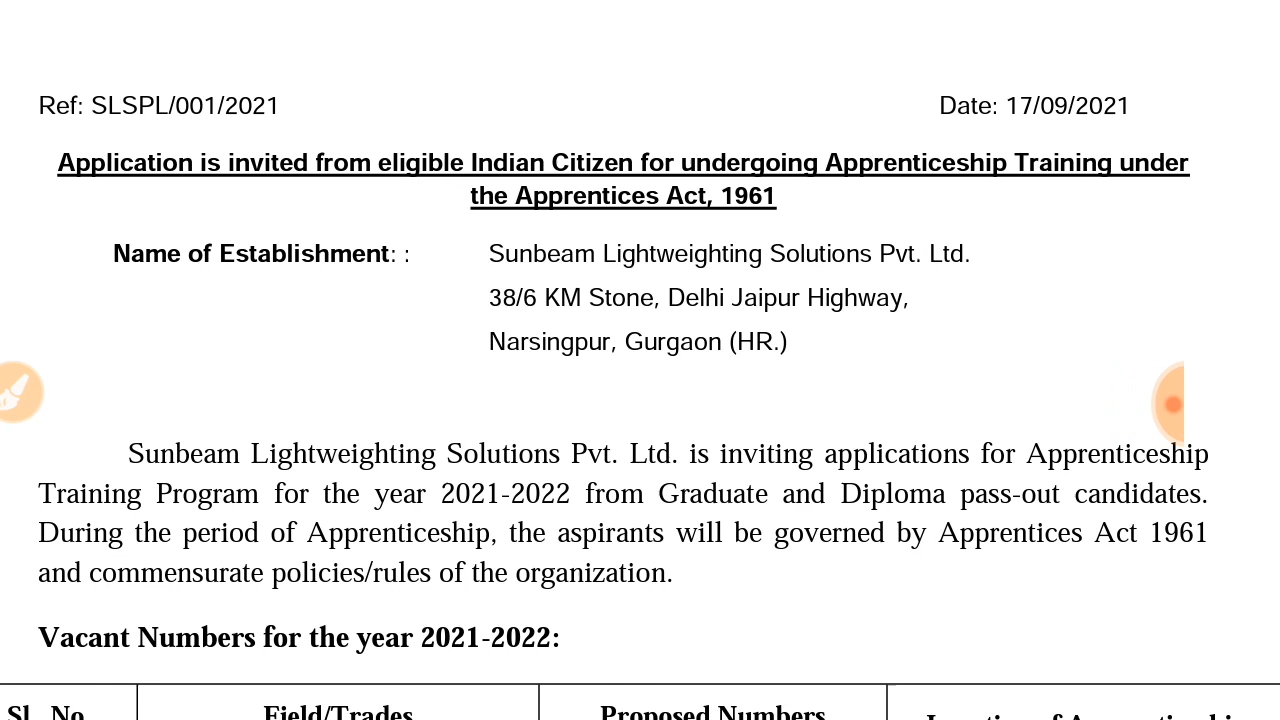 Ref: SLSPL/001/2021 Date: 17/09/2021
Application is invited from eligible Indian Citizen for undergoing Apprenticeship Training under
the Apprentices Act, 1961
Name of Establishment: : Sunbeam Lightweighting Solutions Pvt. Ltd.
38/6 KM Stone, Delhi Jaipur Highway,
Narsingpur, Gurgaon (HR.)
Sunbeam Lightweighting Solutions Pvt. Ltd. is inviting applications for Apprenticeship
Training Program for the year 2021-2022 from Graduate and Diploma pass-out candidates.
During the period of Apprenticeship, the aspirants will be governed by Apprentices Act 1961
and commensurate policies/rules of the organization.
Vacant Numbers for the year 2021-2022:
Sl. No Field/Trades Proposed Numbers